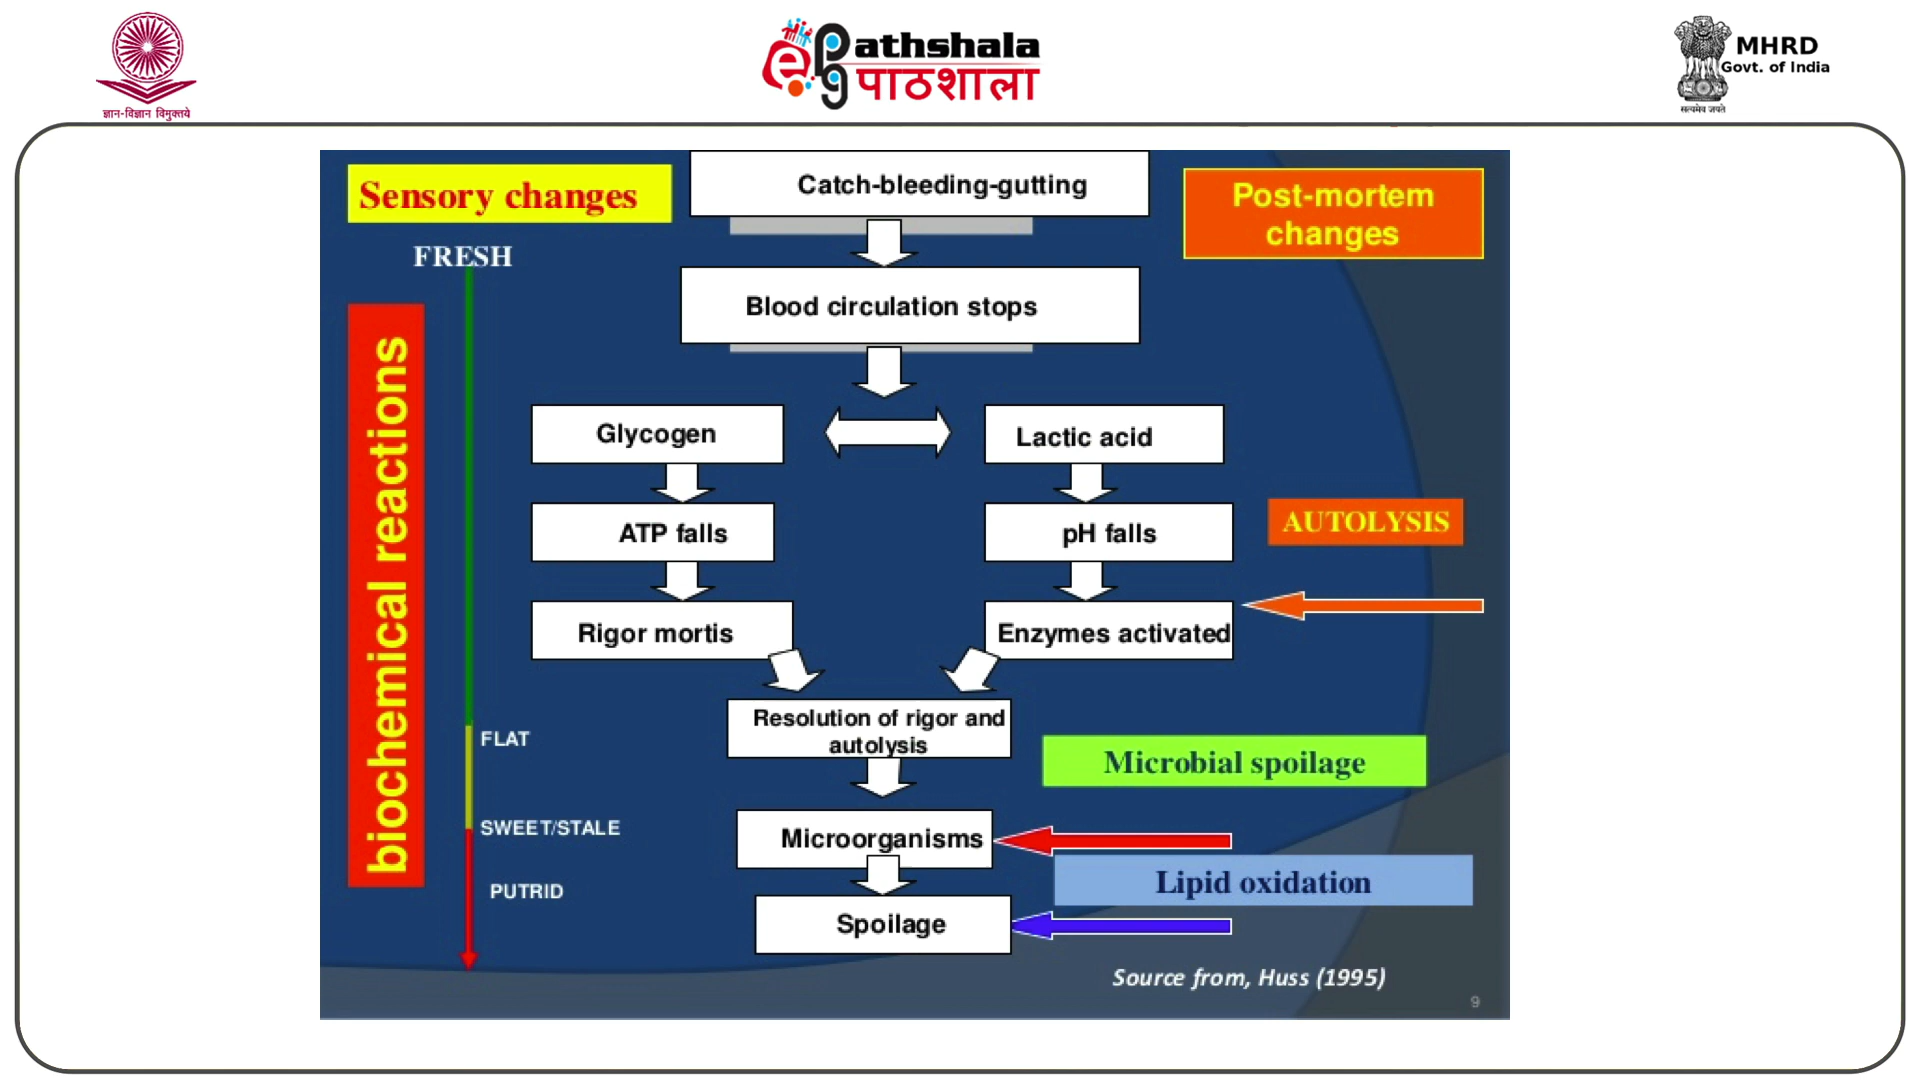 ज्ञान-विज्ञान विमुक्तये
ePG Pathshala
पाठशाला
MHRD
Govt. of India
सत्यमेव जयते
Sensory changes
Catch-bleeding-gutting
Post-mortem
changes
FRESH
Blood circulation stops
biochemical reactions
Glycogen
Lactic acid
ATP falls
pH falls
AUTOLYSIS
Rigor mortis
Enzymes activated
Resolution of rigor and
autolysis
FLAT
Microbial spoilage
SWEET/STALE
Microorganisms
PUTRID
Lipid oxidation
Spoilage
Source from, Huss (1995)
9